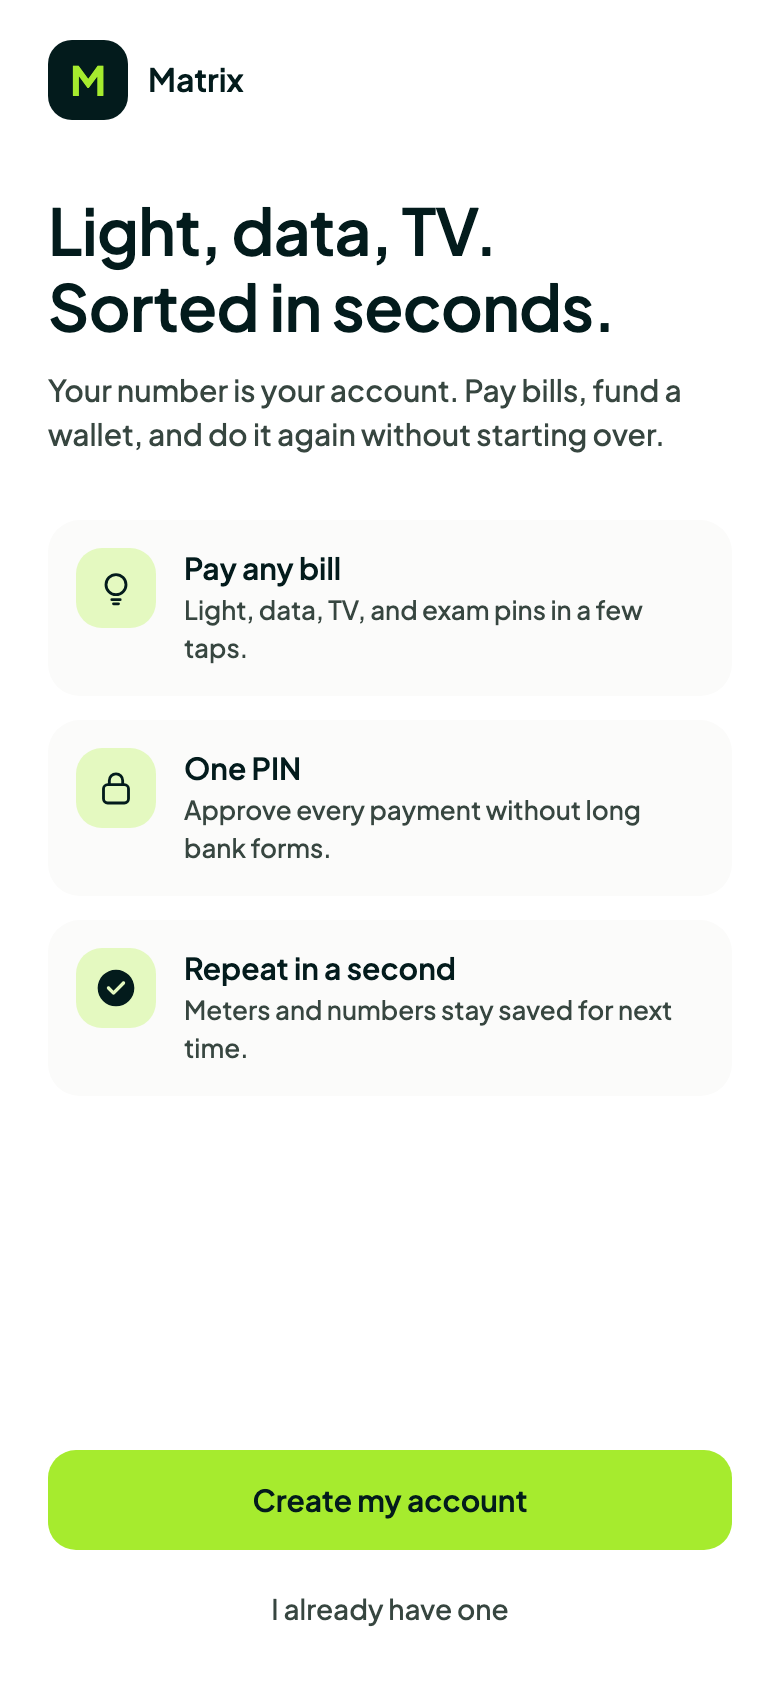 M
Matrix
Light, data, TV.
Sorted in seconds.
Your number is your account. Pay bills, fund a
wallet, and do it again without starting over.
Pay any bill
Light, data, TV, and exam pins in a few
taps.
One PIN
Approve every payment without long
bank forms.
Repeat in a second
Meters and numbers stay saved for next
time.
Create my account
I already have one